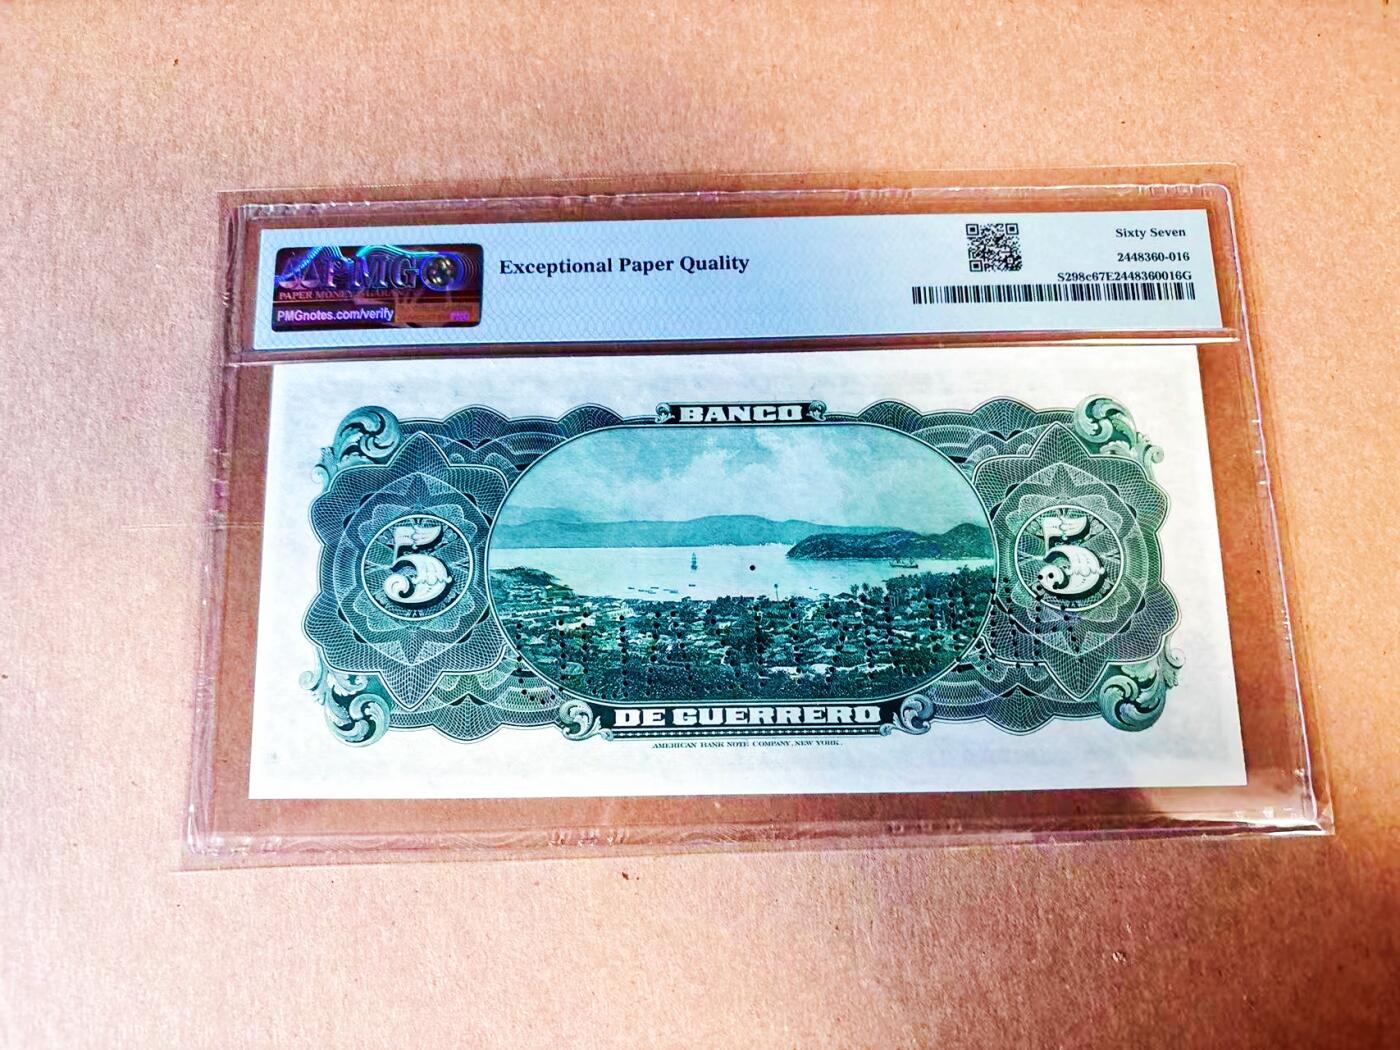 PMG
PAPER MONEY GUARANTY
PMGnotes.com/verify
Exceptional Paper Quality
Sixty Seven
2448360-016
S298c67E2448360016G
BANCO
5
5
DE GUERRERO
AMERICAN BANK NOTE COMPANY, NEW YORK.